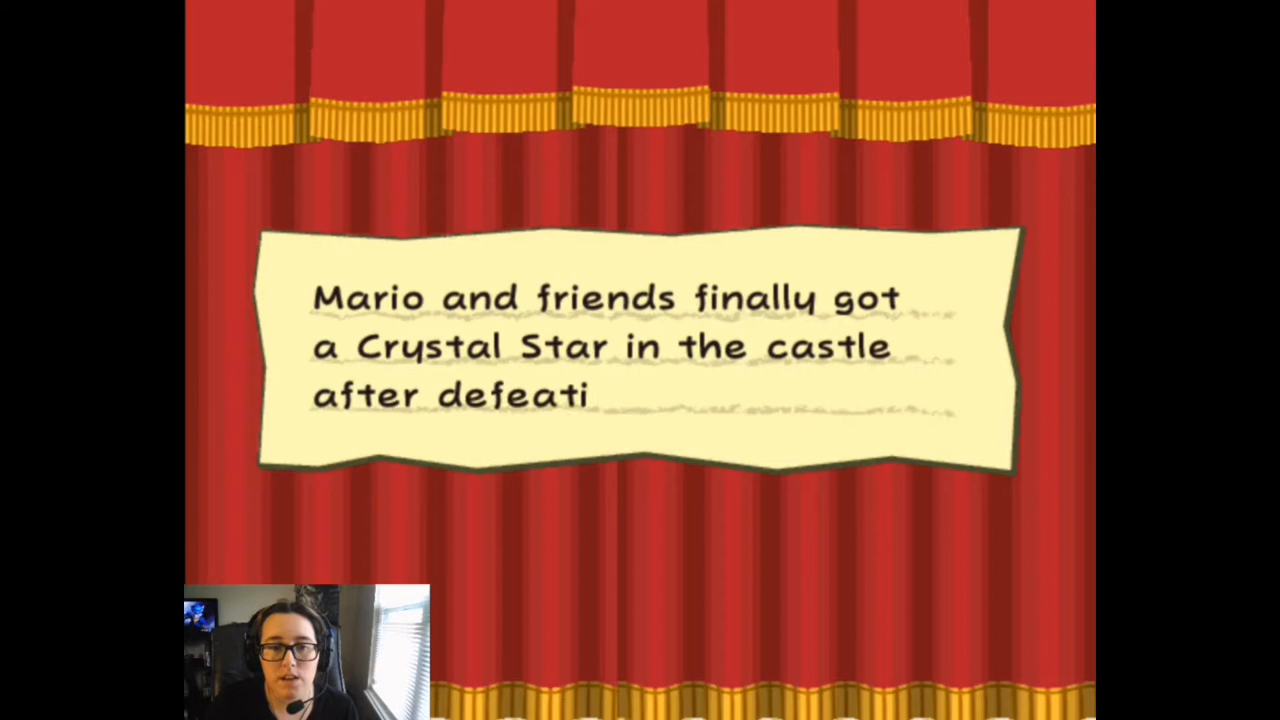 Mario and friends finally got
a Crystal Star in the castle
after defeati